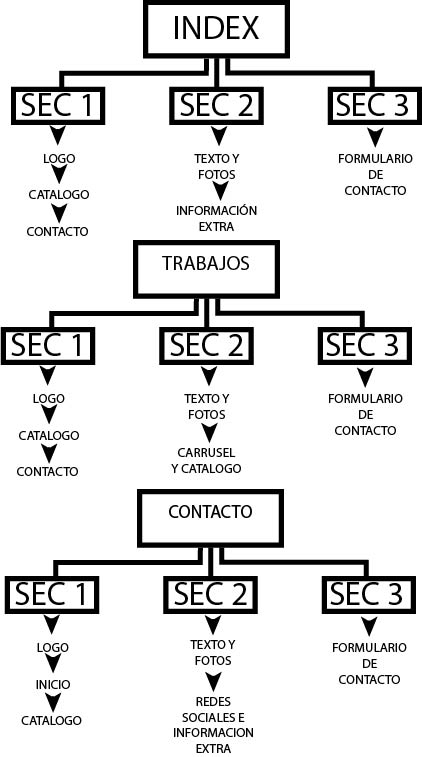 INDEX
SEC 1
SEC 2
SEC 3
LOGO
CATALOGO
CONTACTO
TEXTO Y
FOTOS
INFORMACIÓN
EXTRA
FORMULARIO
DE
CONTACTO
TRABAJOS
SEC 1
SEC 2
SEC 3
LOGO
CATALOGO
CONTACTO
TEXTO Y
FOTOS
CARRUSEL
Y CATALOGO
FORMULARIO
DE
CONTACTO
CONTACTO
SEC 1
SEC 2
SEC 3
LOGO
INICIO
CATALOGO
TEXTO Y
FOTOS
REDES
SOCIALES E
INFORMACION
EXTRA
FORMULARIO
DE
CONTACTO